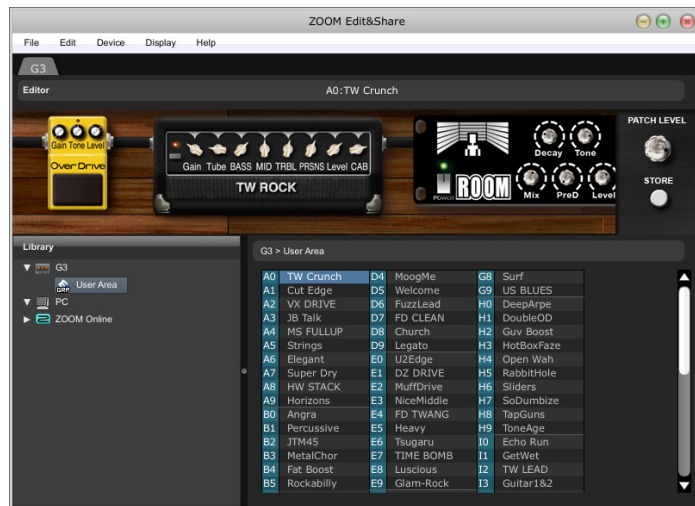 ZOOM Edit&Share
File Edit Device Display Help
G3
Editor
A0:TW Crunch
PATCH LEVEL
STORE
Gain Tone Level
Over Drive
Gain Tube BASS MID TRBL PRSNS Level CAB
TW ROCK
Decay Tone
POWER
ROOM
Mix PreD Level
Library
G3
User Area
PC
ZOOM Online
G3 > User Area
A0 TW Crunch
A1 Cut Edge
A2 VX DRIVE
A3 JB Talk
A4 MS FULLUP
A5 Strings
A6 Elegant
A7 Super Dry
A8 HW STACK
A9 Horizons
B0 Angra
B1 Percussive
B2 JTM45
B3 MetalChor
B4 Fat Boost
B5 Rockabilly
D4 MoogMe
D5 Welcome
D6 FuzzLead
D7 FD CLEAN
D8 Church
D9 Legato
E0 U2Edge
E1 DZ DRIVE
E2 MuffDrive
E3 NiceMiddle
E4 FD TWANG
E5 Heavy
E6 Tsugaru
E7 TIME BOMB
E8 Luscious
E9 Glam-Rock
G8 Surf
G9 US BLUES
H0 DeepArpe
H1 DoubleOD
H2 Guv Boost
H3 HotBoxFaze
H4 Open Wah
H5 RabbitHole
H6 Sliders
H7 SoDumbize
H8 TapGuns
H9 ToneAge
I0 Echo Run
I1 GetWet
I2 TW LEAD
I3 Guitar1&2